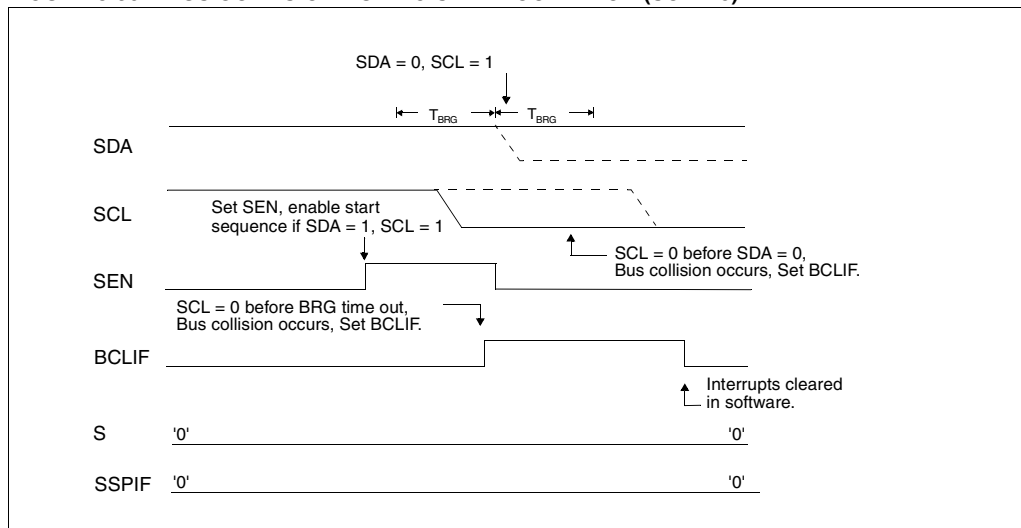 SDA = 0, SCL = 1
TBRG
TBRG
SDA
SCL
Set SEN, enable start
sequence if SDA = 1, SCL = 1
SCL = 0 before SDA = 0,
Bus collision occurs, Set BCLIF.
SEN
SCL = 0 before BRG time out,
Bus collision occurs, Set BCLIF.
BCLIF
Interrupts cleared
in software.
S
'0'
'0'
SSPIF
'0'
'0'